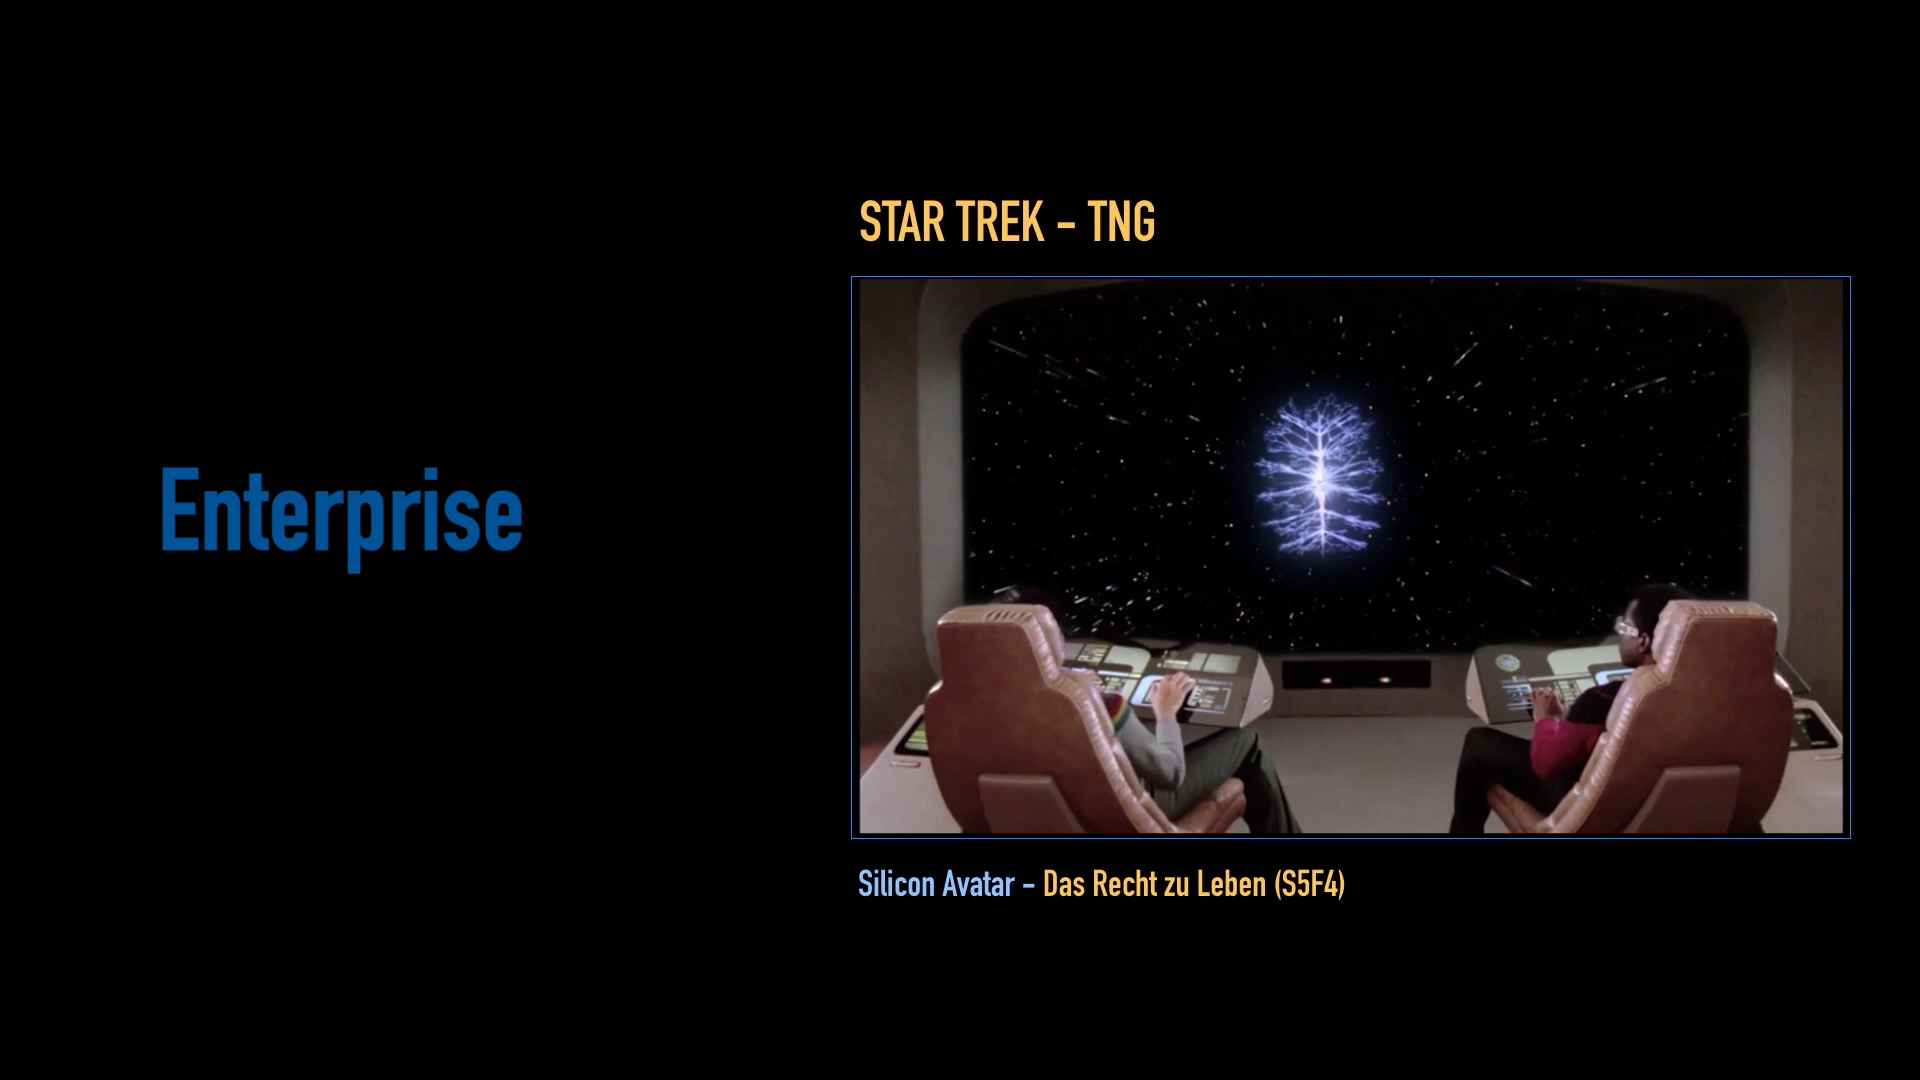 STAR TREK - TNG
Enterprise
Silicon Avatar - Das Recht zu Leben (S5F4)